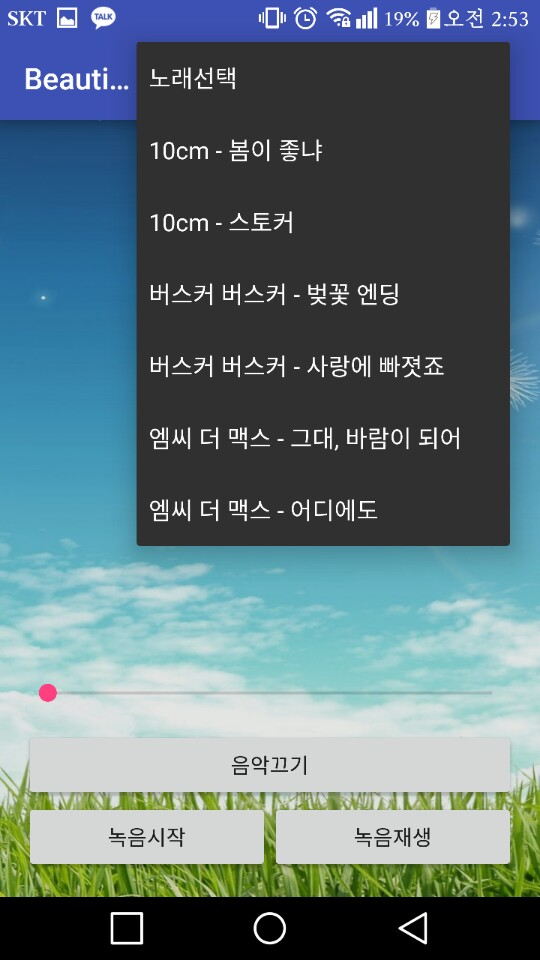 SKT TALK 19% 오전 2:53
Beauti...
노래선택
10cm - 봄이 좋냐
10cm - 스토커
버스커 버스커 - 벚꽃 엔딩
버스커 버스커 - 사랑에 빠졋죠
엠씨 더 맥스 - 그대, 바람이 되어
엠씨 더 맥스 - 어디에도
음악끄기
녹음시작
녹음재생